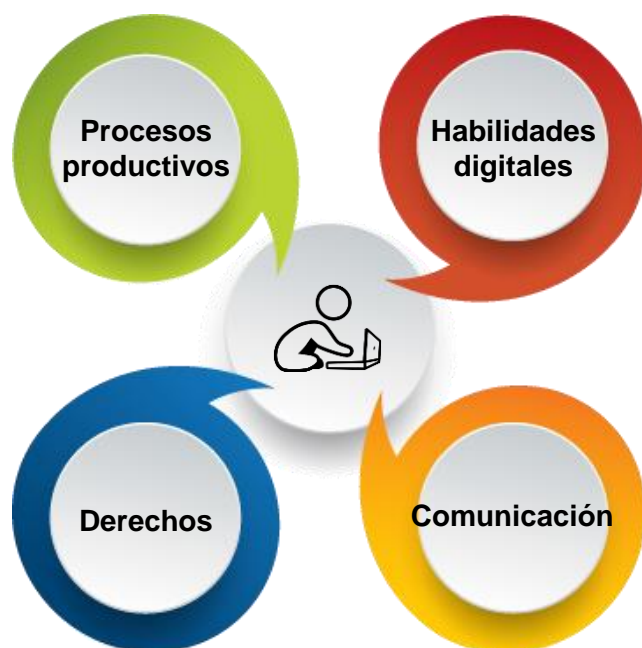 Procesos
productivos
Habilidades
digitales
Derechos
Comunicación